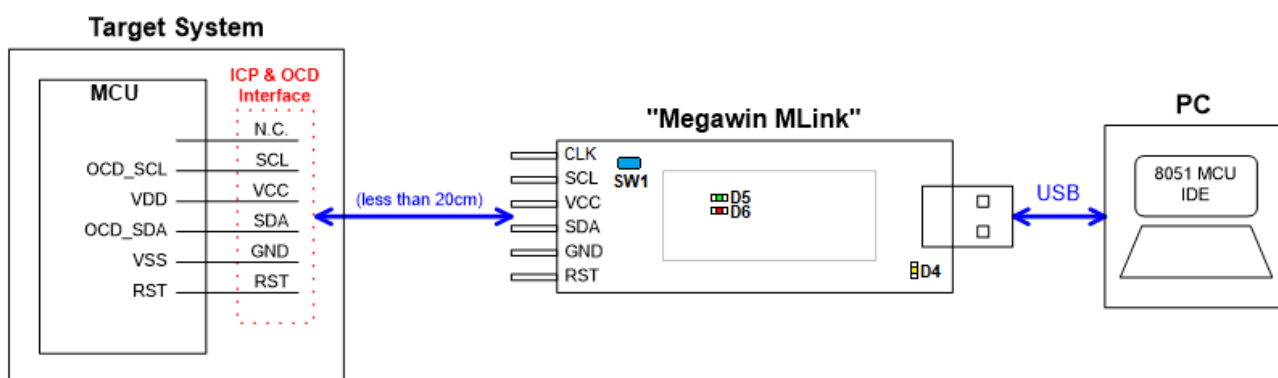 Target System
MCU
ICP & OCD
Interface
N.C.
OCD_SCL
SCL
VDD
VCC
OCD_SDA
SDA
VSS
GND
RST
RST
(less than 20cm)
"Megawin MLink"
CLK
SCL
VCC
SDA
GND
RST
SW1
D5
D6
D4
USB
PC
8051 MCU
IDE